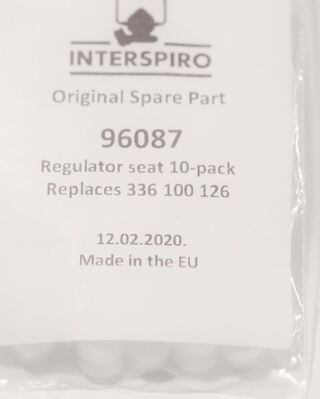 INTERSPIRO
Original Spare Part
96087
Regulator seat 10-pack
Replaces 336 100 126
12.02.2020.
Made in the EU